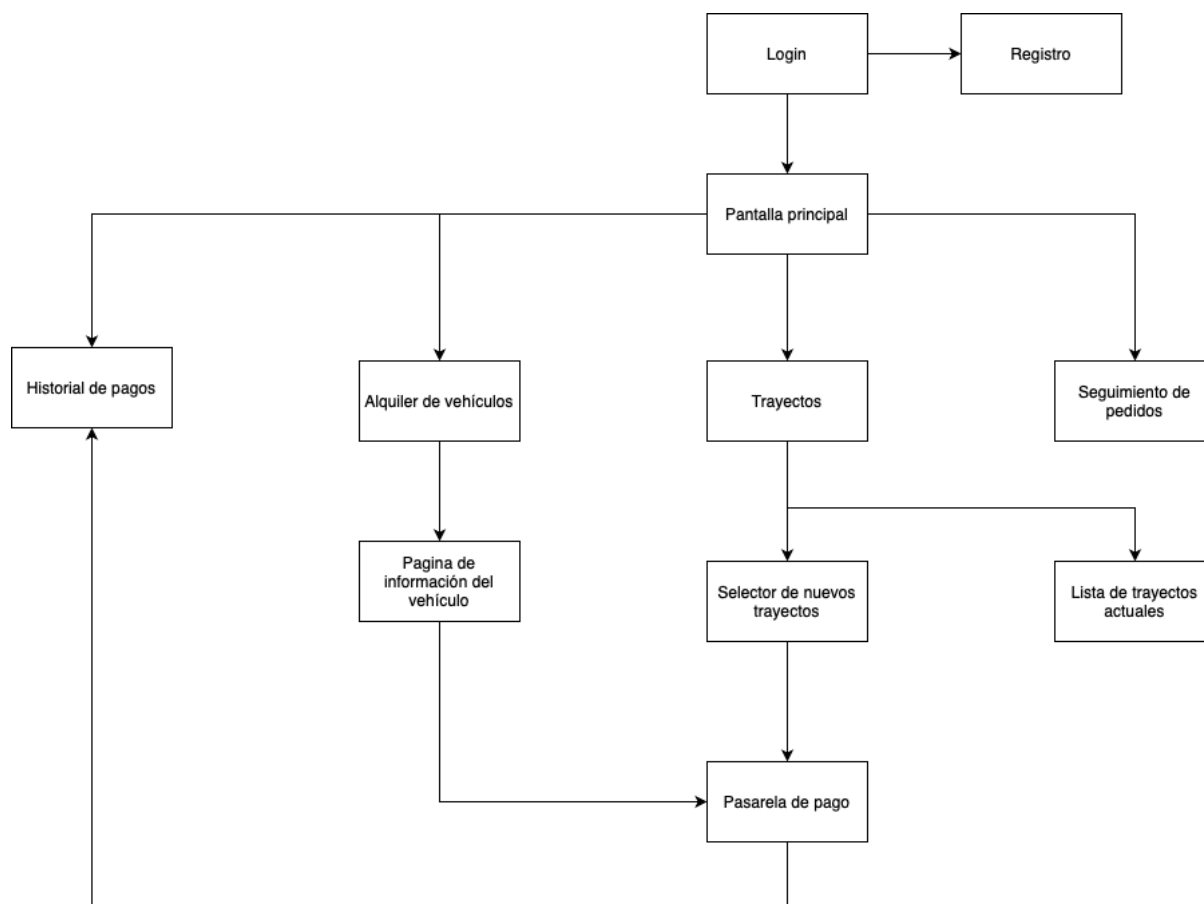 Login
Registro
Pantalla principal
Historial de pagos
Alquiler de vehículos
Trayectos
Seguimiento de
pedidos
Pagina de
información del
vehículo
Selector de nuevos
trayectos
Lista de trayectos
actuales
Pasarela de pago